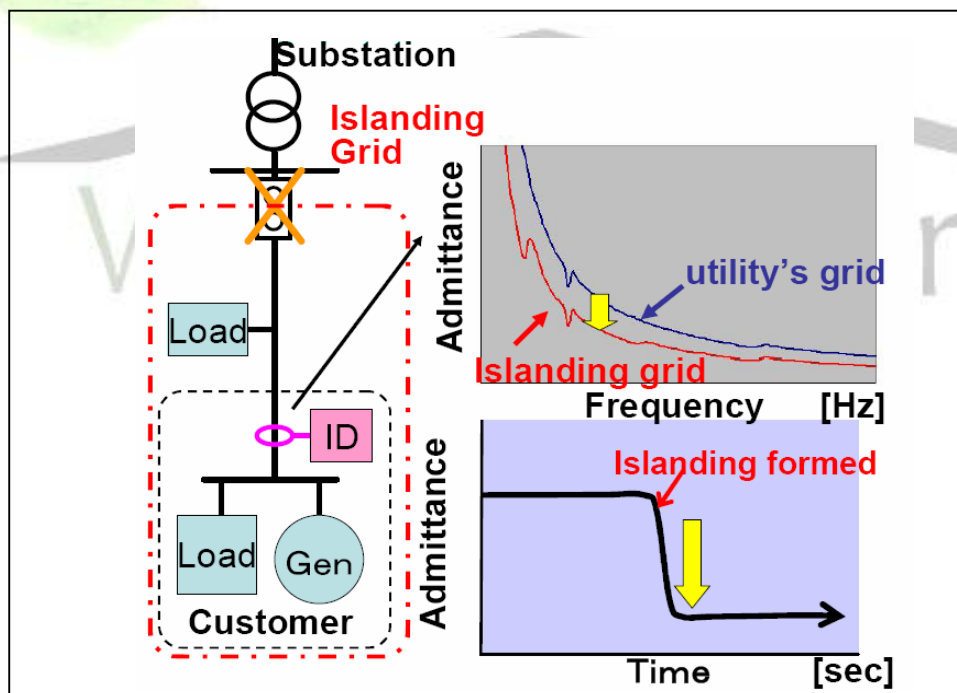 Substation
Islanding
Grid
Load
ID
Load
Gen
Customer
Admittance
utility's grid
Islanding grid
Frequency [Hz]
Admittance
Islanding formed
Time [sec]